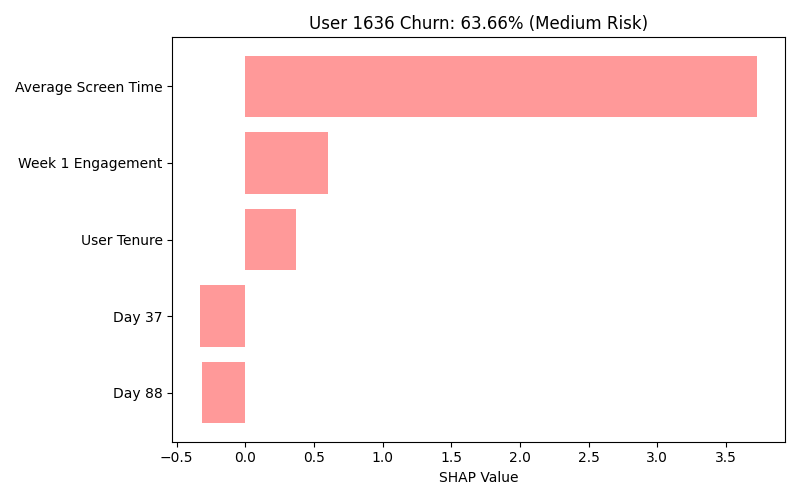 User 1636 Churn: 63.66% (Medium Risk)
Average Screen Time
Week 1 Engagement
User Tenure
Day 37
Day 88
−0.5 0.0 0.5 1.0 1.5 2.0 2.5 3.0 3.5
SHAP Value